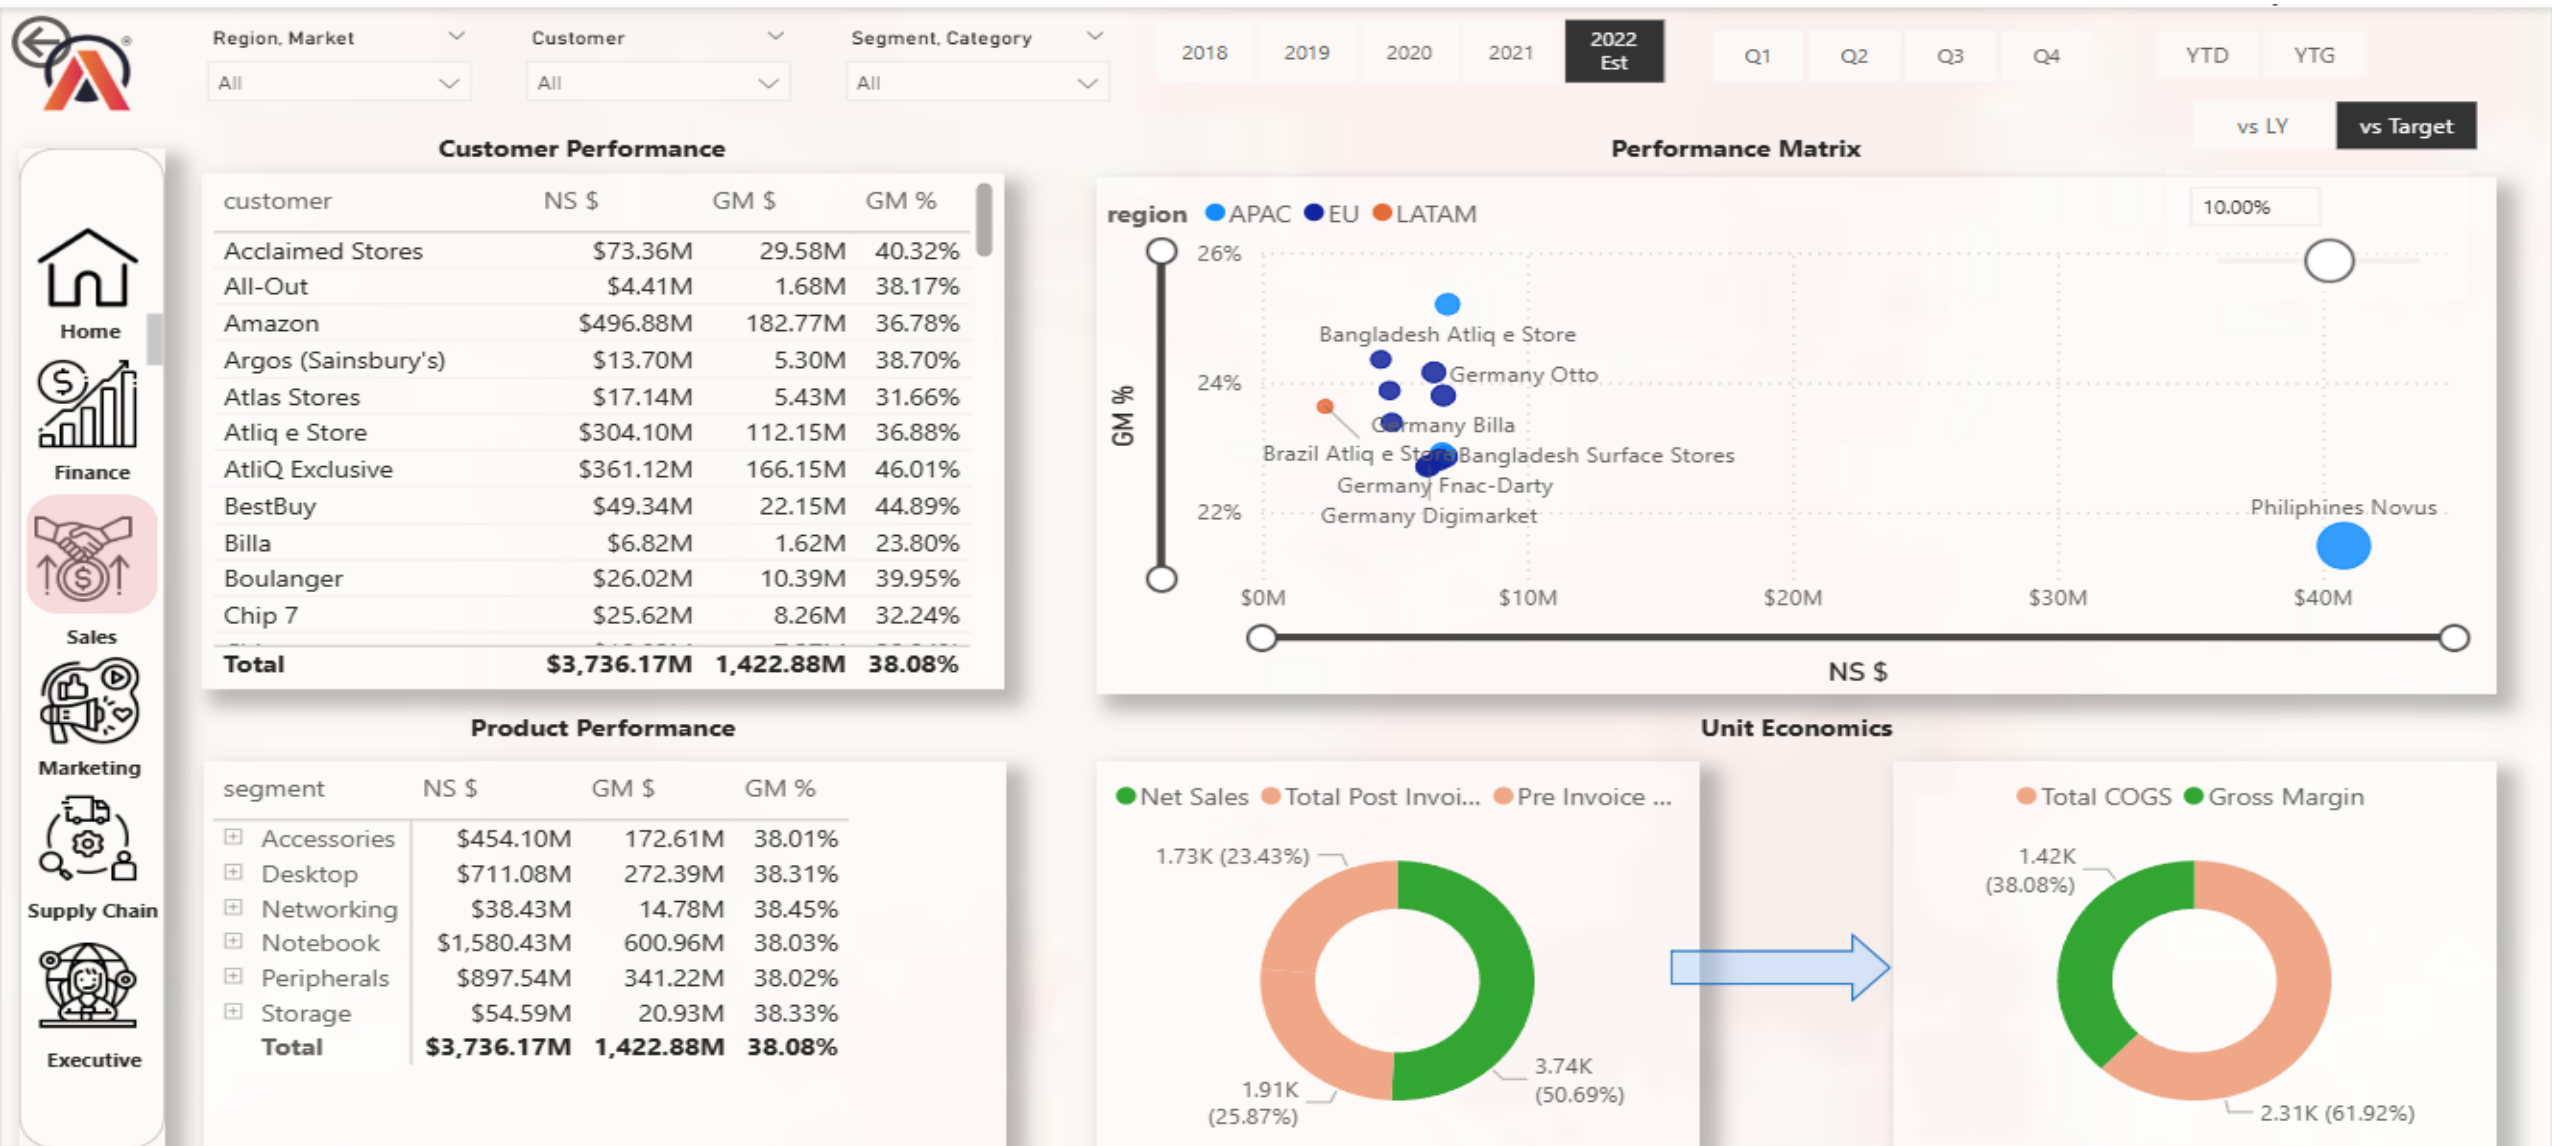 Region, Market
Customer
Segment, Category
All
All
All
2018
2019
2020
2021
2022
Est
Q1
Q2
Q3
Q4
YTD
YTG
vs LY
vs Target
Home
Finance
Sales
Marketing
Supply Chain
Executive
Customer Performance
customer NS $ GM $ GM %
Acclaimed Stores $73.36M 29.58M 40.32%
All-Out $4.41M 1.68M 38.17%
Amazon $496.88M 182.77M 36.78%
Argos (Sainsbury's) $13.70M 5.30M 38.70%
Atlas Stores $17.14M 5.43M 31.66%
Atliq e Store $304.10M 112.15M 36.88%
AtliQ Exclusive $361.12M 166.15M 46.01%
BestBuy $49.34M 22.15M 44.89%
Billa $6.82M 1.62M 23.80%
Boulanger $26.02M 10.39M 39.95%
Chip 7 $25.62M 8.26M 32.24%
Total $3,736.17M 1,422.88M 38.08%
Performance Matrix
region APAC EU LATAM
10.00%
26%
24%
22%
GM %
Bangladesh Atliq e Store
Germany Otto
Germany Billa
Brazil Atliq e Store
Bangladesh Surface Stores
Germany Fnac-Darty
Germany Digimarket
Philiphines Novus
$0M
$10M
$20M
$30M
$40M
NS $
Product Performance
segment NS $ GM $ GM %
Accessories $454.10M 172.61M 38.01%
Desktop $711.08M 272.39M 38.31%
Networking $38.43M 14.78M 38.45%
Notebook $1,580.43M 600.96M 38.03%
Peripherals $897.54M 341.22M 38.02%
Storage $54.59M 20.93M 38.33%
Total $3,736.17M 1,422.88M 38.08%
Unit Economics
Net Sales Total Post Invoi... Pre Invoice ...
1.73K (23.43%)
1.91K
(25.87%)
3.74K
(50.69%)
Total COGS Gross Margin
1.42K
(38.08%)
2.31K (61.92%)